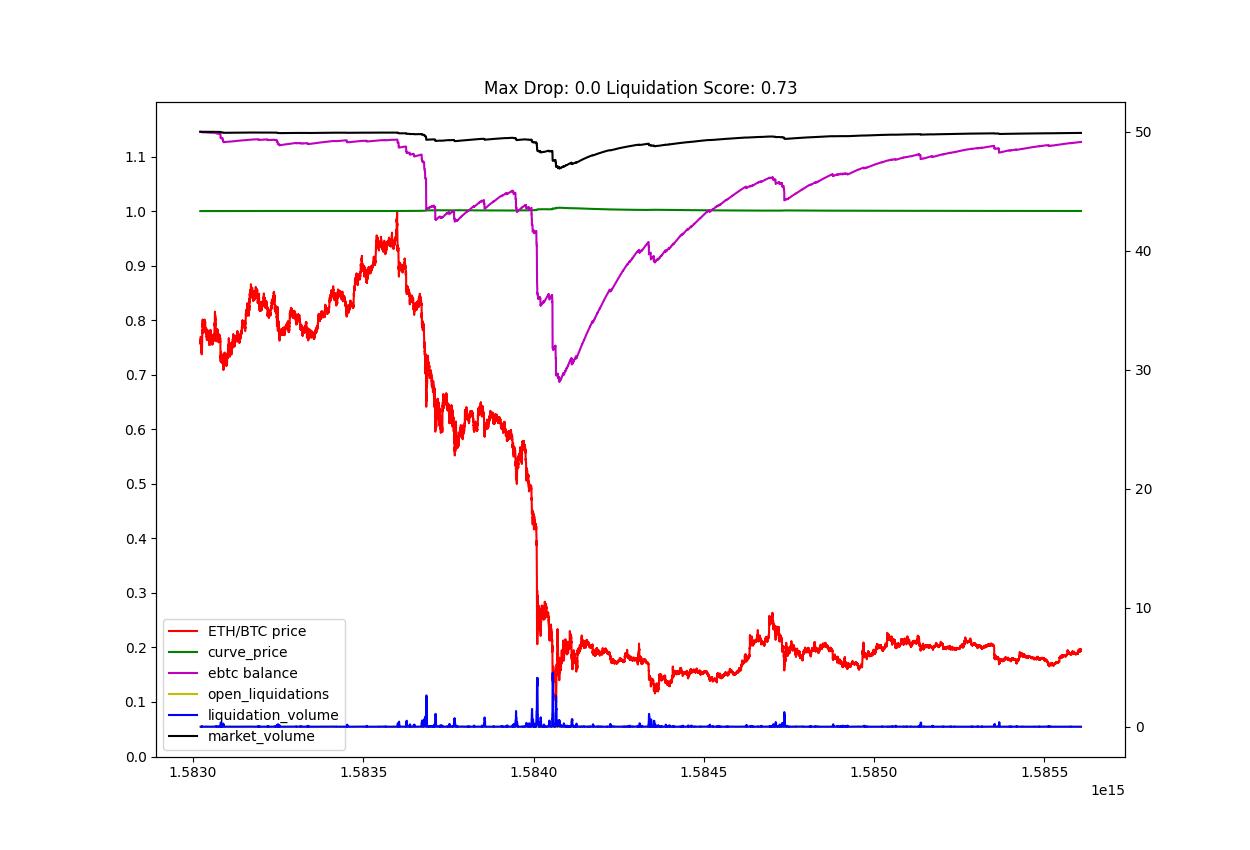 Max Drop: 0.0 Liquidation Score: 0.73
1.1
1.0
0.9
0.8
0.7
0.6
0.5
0.4
0.3
0.2
0.1
0.0
50
40
30
20
10
0
ETH/BTC price
curve_price
ebtc balance
open_liquidations
liquidation_volume
market_volume
1.5830 1.5835 1.5840 1.5845 1.5850 1.5855
1e15